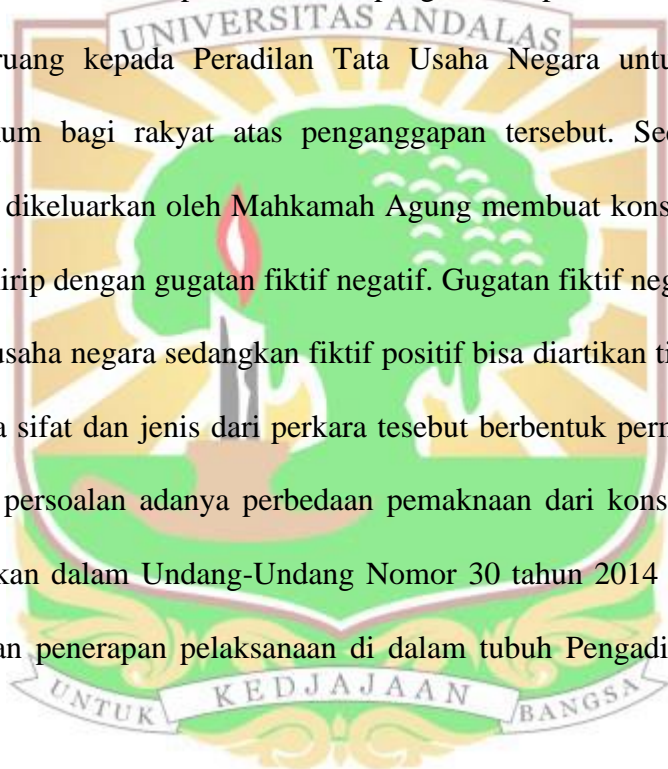 UNIVERSITAS ANDALAS
ruang kepada Peradilan Tata Usaha Negara untu
um bagi rakyat atas penganggapan tersebut. Sed
dikeluarkan oleh Mahkamah Agung membuat kons
irip dengan gugatan fiktif negatif. Gugatan fiktif neg
usaha negara sedangkan fiktif positif bisa diartikan ti
a sifat dan jenis dari perkara tesebut berbentuk perm
persoalan adanya perbedaan pemaknaan dari kons
kan dalam Undang-Undang Nomor 30 tahun 2014
an penerapan pelaksanaan di dalam tubuh Pengadi
UNTUK KEDJAJAAN BANGSA